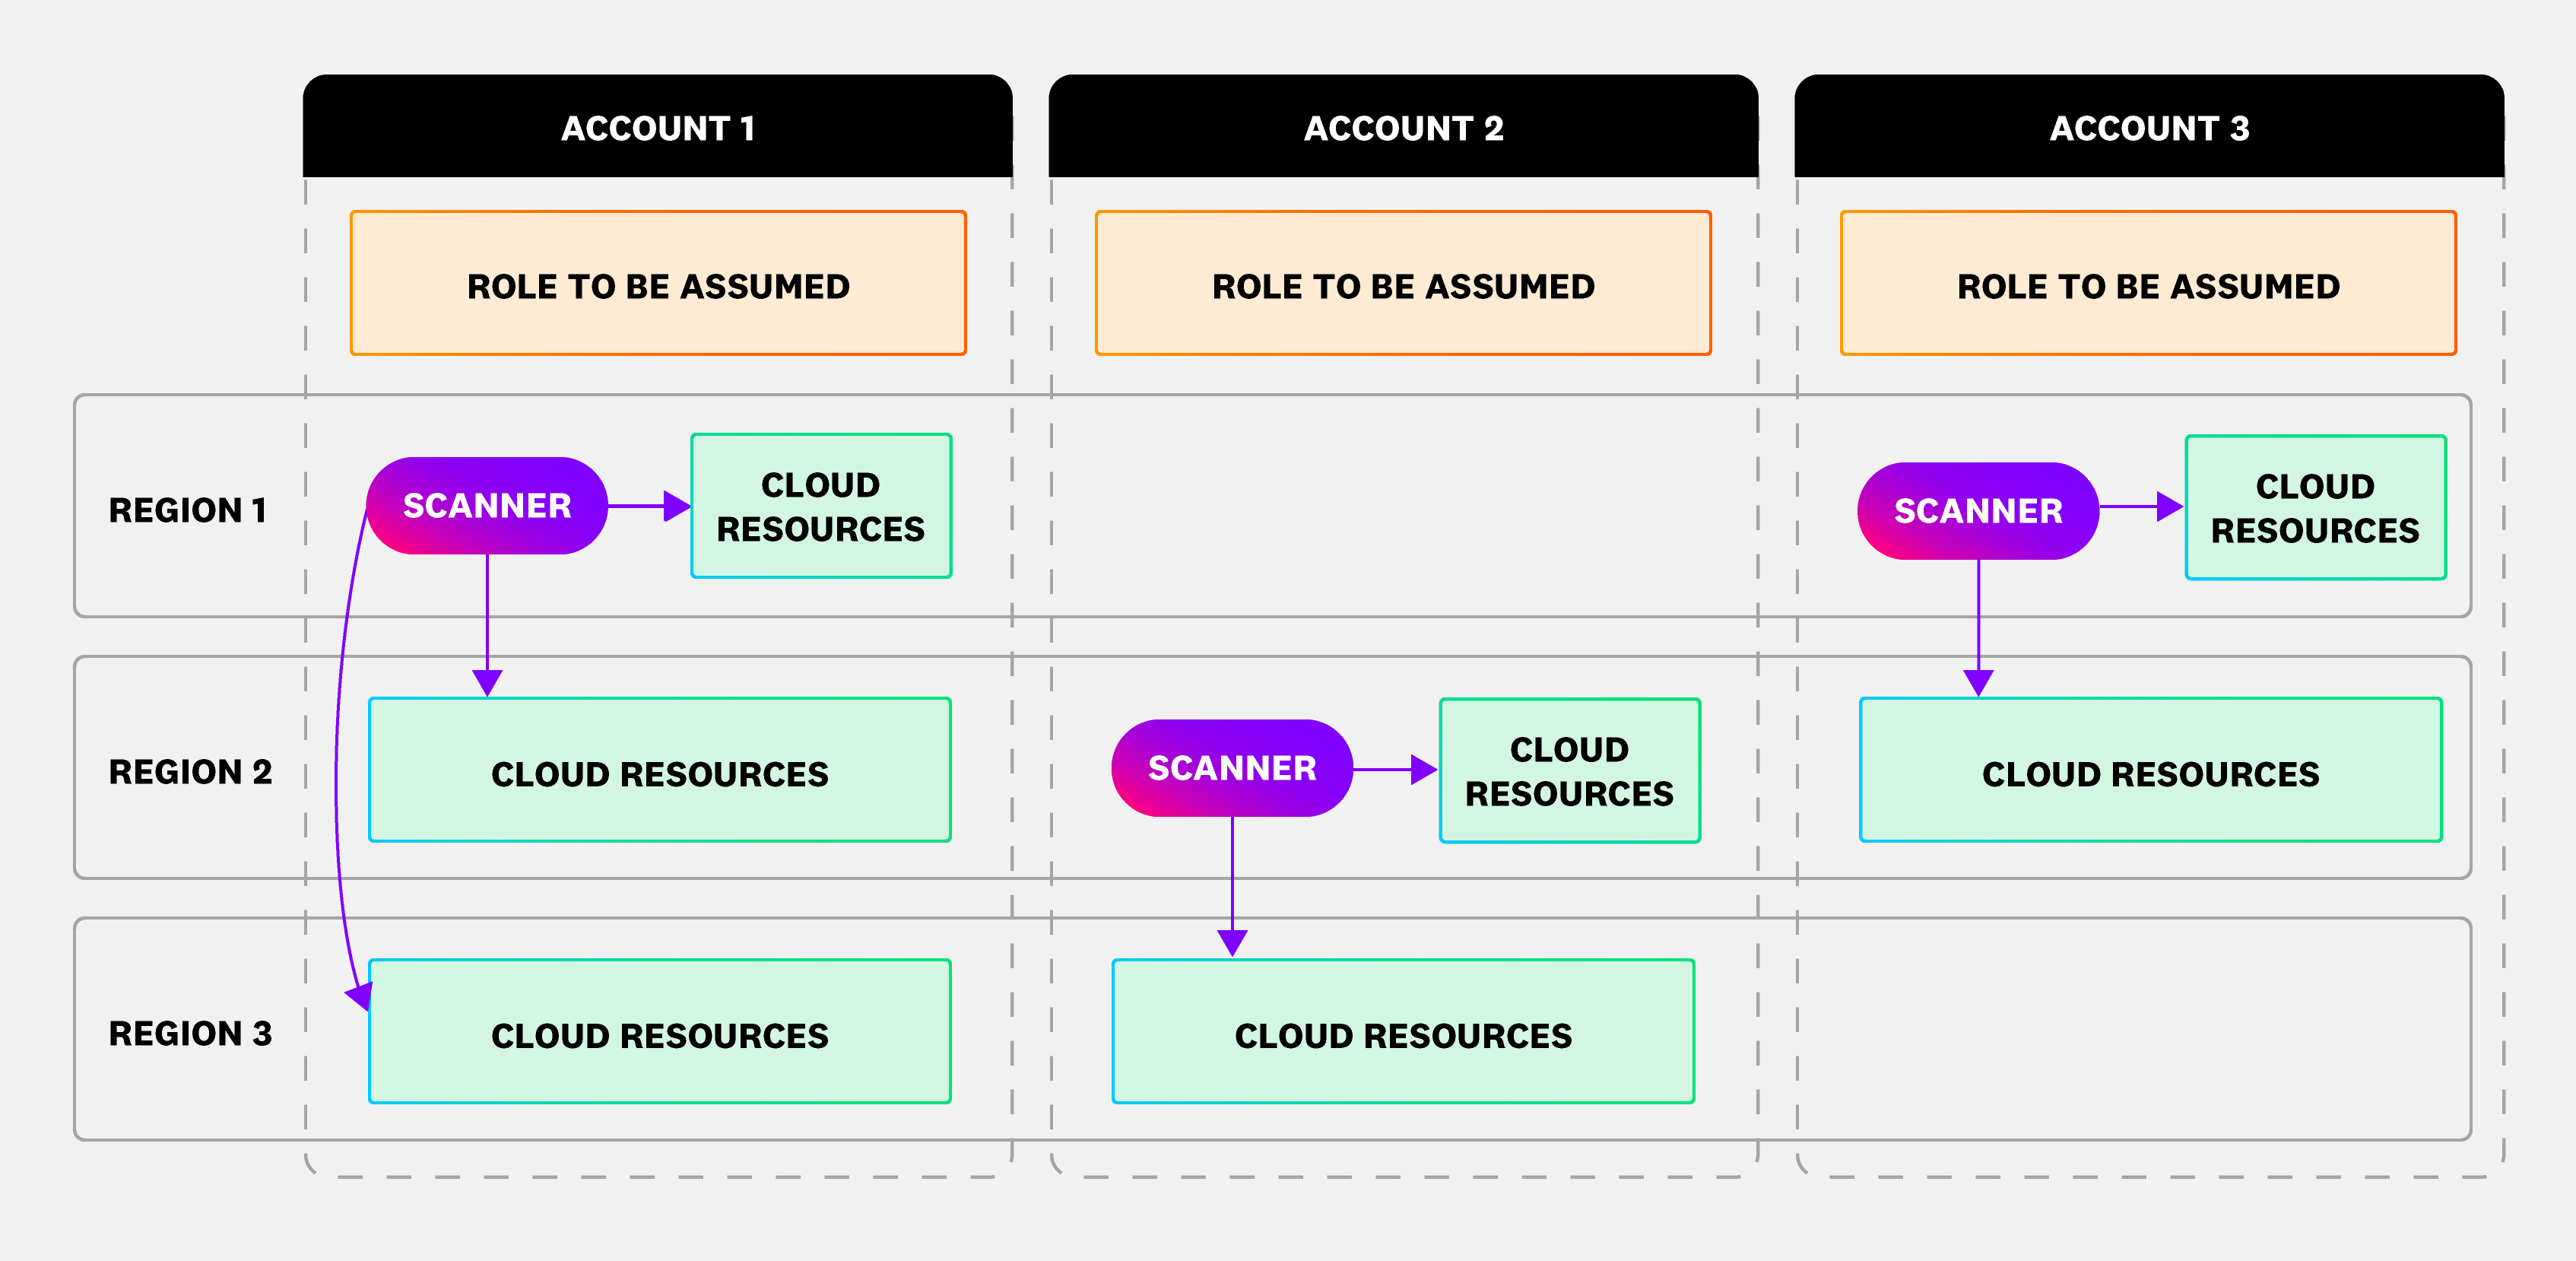 ACCOUNT 1
ACCOUNT 2
ACCOUNT 3
ROLE TO BE ASSUMED
ROLE TO BE ASSUMED
ROLE TO BE ASSUMED
REGION 1
SCANNER
CLOUD
RESOURCES
SCANNER
CLOUD
RESOURCES
REGION 2
CLOUD RESOURCES
SCANNER
CLOUD
RESOURCES
CLOUD RESOURCES
REGION 3
CLOUD RESOURCES
CLOUD RESOURCES